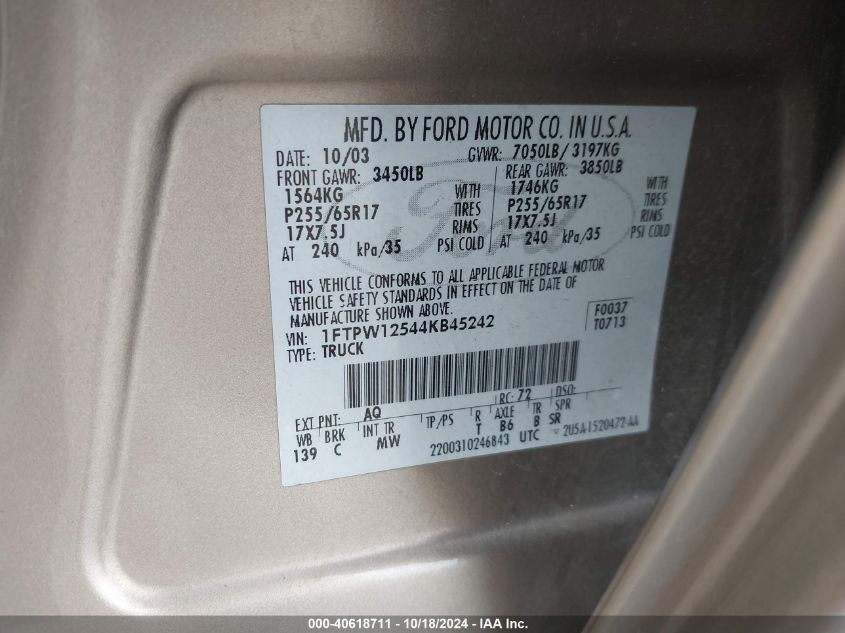 MFD. BY FORD MOTOR CO. IN U.S.A.
DATE: 10/03 GVWR: 7050LB/ 3197KG
FRONT GAWR: 3450LB REAR GAWR: 3850LB
1564KG WITH 1746KG WITH
P255/65R17 TIRES P255/65R17 TIRES
17X7.5J RIMS 17X7.5J RIMS
AT 240 kPa/35 PSI COLD AT 240 kPa/35 PSI COLD
Ford
THIS VEHICLE CONFORMS TO ALL APPLICABLE FEDERAL MOTOR
VEHICLE SAFETY STANDARDS IN EFFECT ON THE DATE OF
MANUFACTURE SHOWN ABOVE.
VIN: 1FTPW12544KB45242 F0037
TYPE: TRUCK T0713
EXT PNT: AQ RC: 72 DSO:
WB BRK INT TR TP/PS R AXLE TR SPR
139 C MW T B6 B SR
2200310246843 UTC 2U5A-1520472-AA
000-40618711 - 10/18/2024 - IAA Inc.